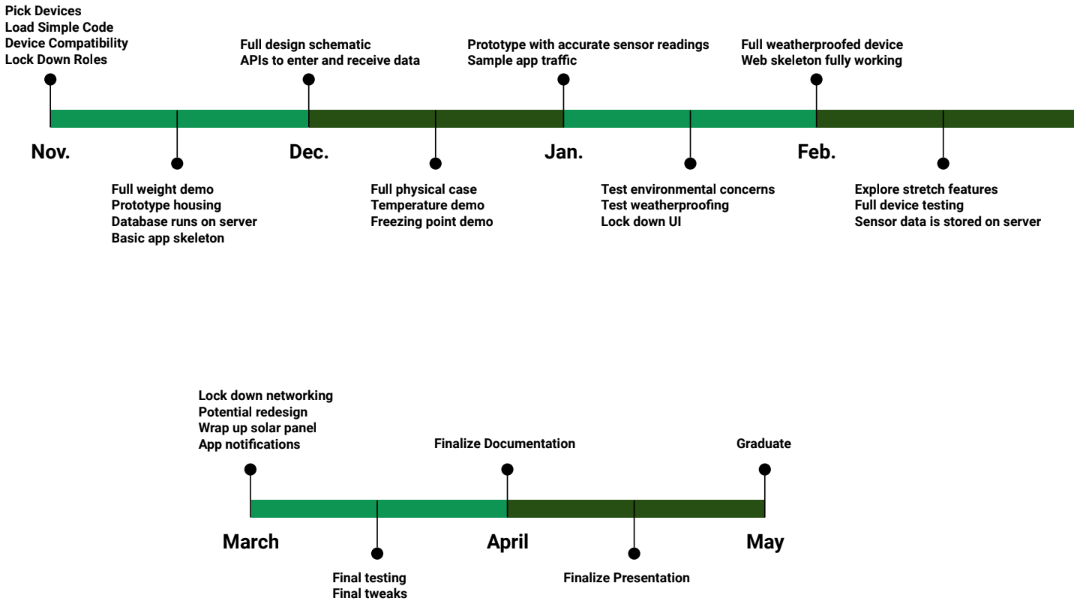 Pick Devices
Load Simple Code
Device Compatibility
Lock Down Roles
Full design schematic
APIs to enter and receive data
Prototype with accurate sensor readings
Sample app traffic
Full weatherproofed device
Web skeleton fully working
Nov.
Dec.
Jan.
Feb.
Full weight demo
Prototype housing
Database runs on server
Basic app skeleton
Full physical case
Temperature demo
Freezing point demo
Test environmental concerns
Test weatherproofing
Lock down UI
Explore stretch features
Full device testing
Sensor data is stored on server
Lock down networking
Potential redesign
Wrap up solar panel
App notifications
Finalize Documentation
Graduate
March
April
May
Final testing
Final tweaks
Finalize Presentation